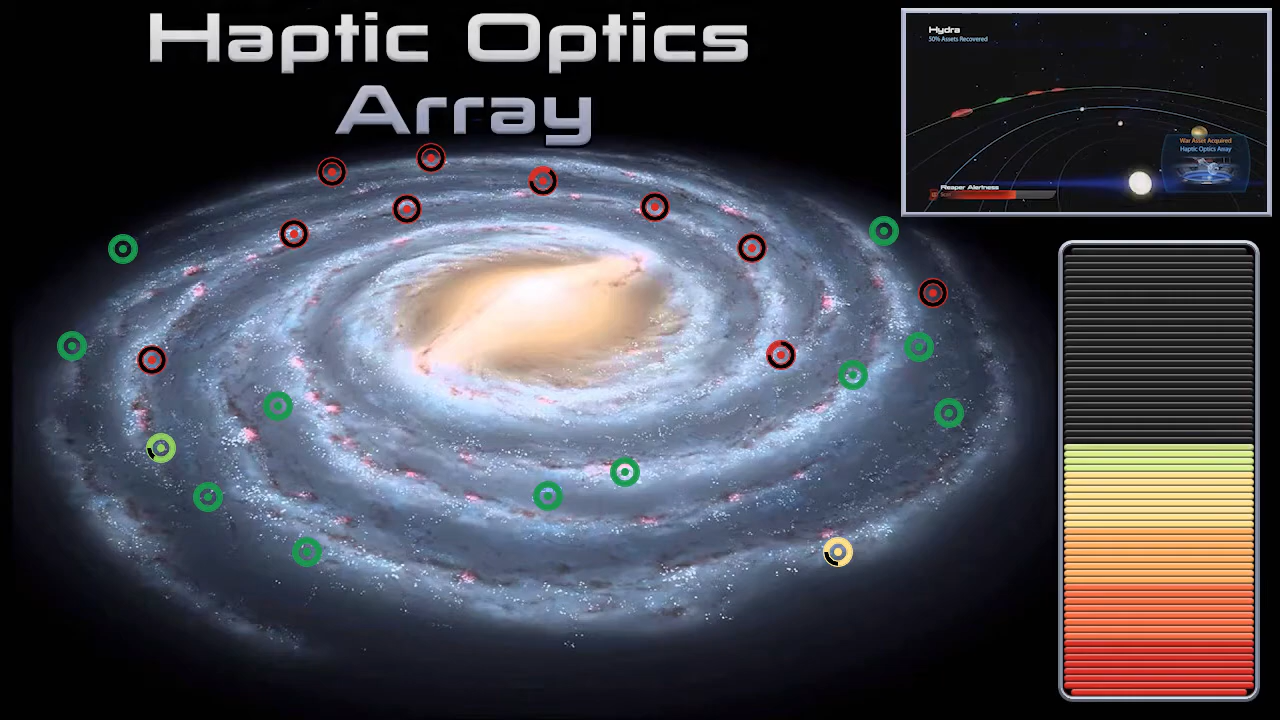 Haptic Optics
Array
Hydra
50% Assets Recovered
War Asset Acquired
Haptic Optics Array
Reaper Alertness